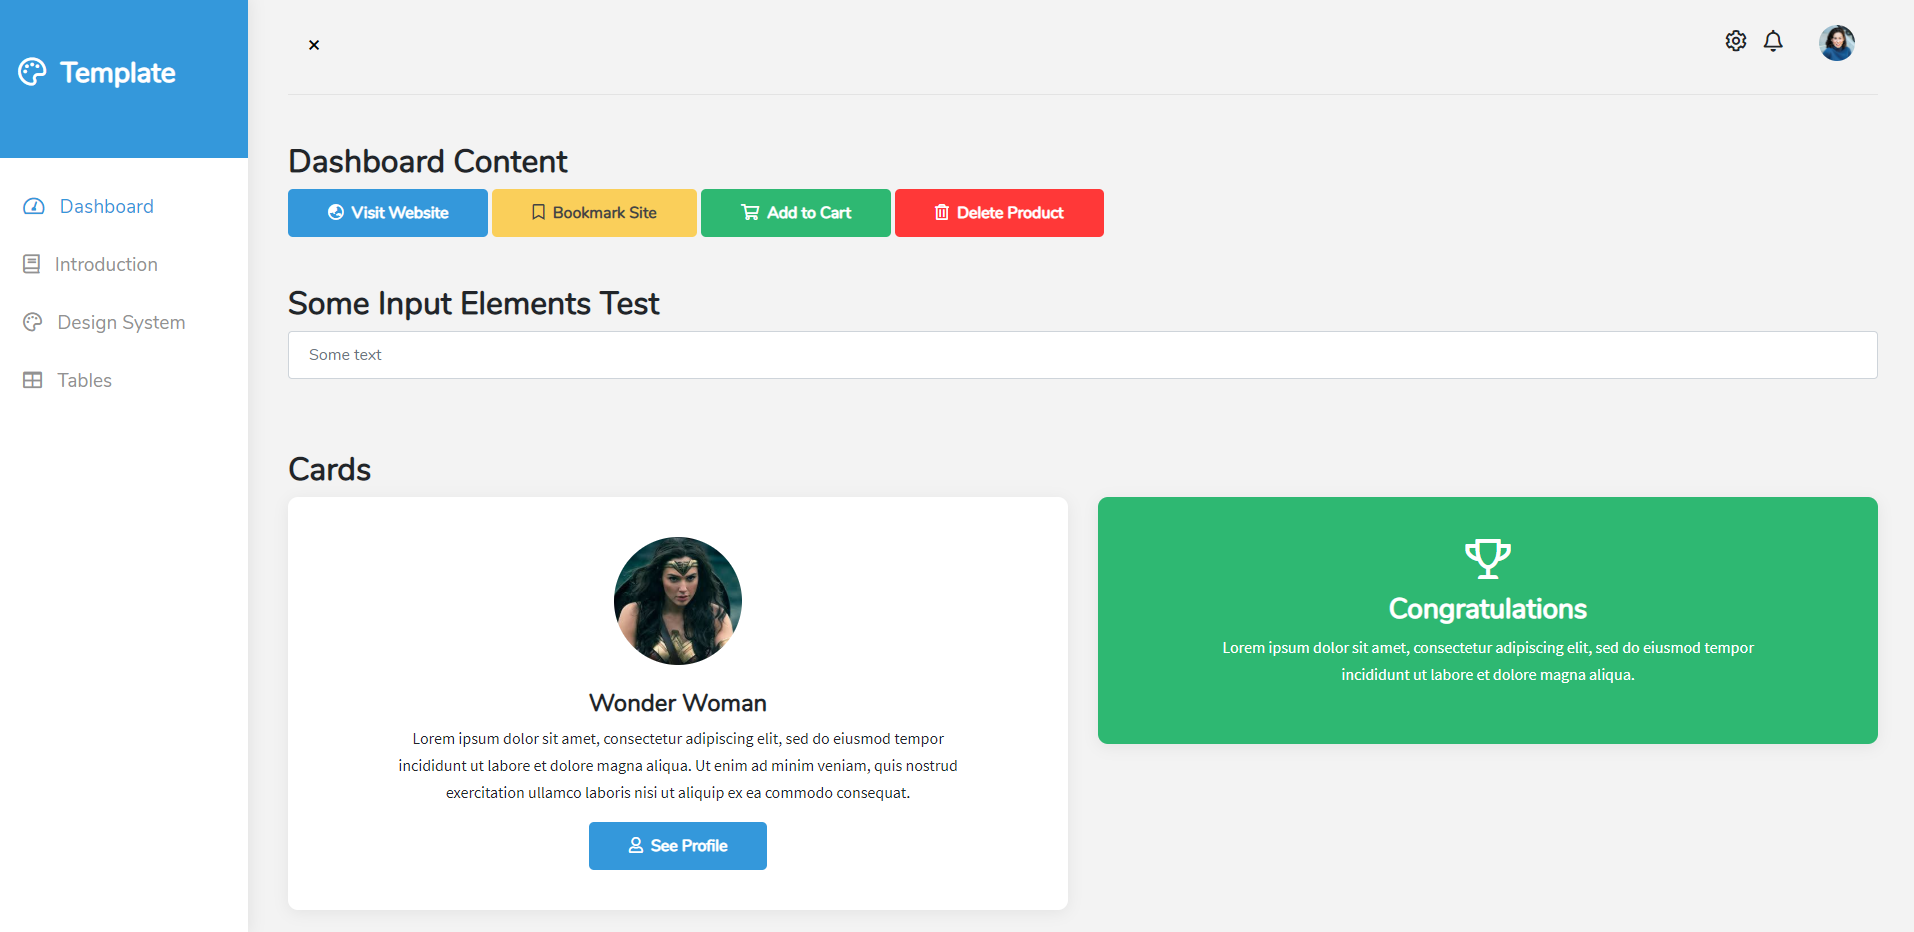 Template
Dashboard
Introduction
Design System
Tables
Dashboard Content
Visit Website
Bookmark Site
Add to Cart
Delete Product
Some Input Elements Test
Some text
Cards
Wonder Woman
Lorem ipsum dolor sit amet, consectetur adipiscing elit, sed do eiusmod tempor
incididunt ut labore et dolore magna aliqua. Ut enim ad minim veniam, quis nostrud
exercitation ullamco laboris nisi ut aliquip ex ea commodo consequat.
See Profile
Congratulations
Lorem ipsum dolor sit amet, consectetur adipiscing elit, sed do eiusmod tempor
incididunt ut labore et dolore magna aliqua.